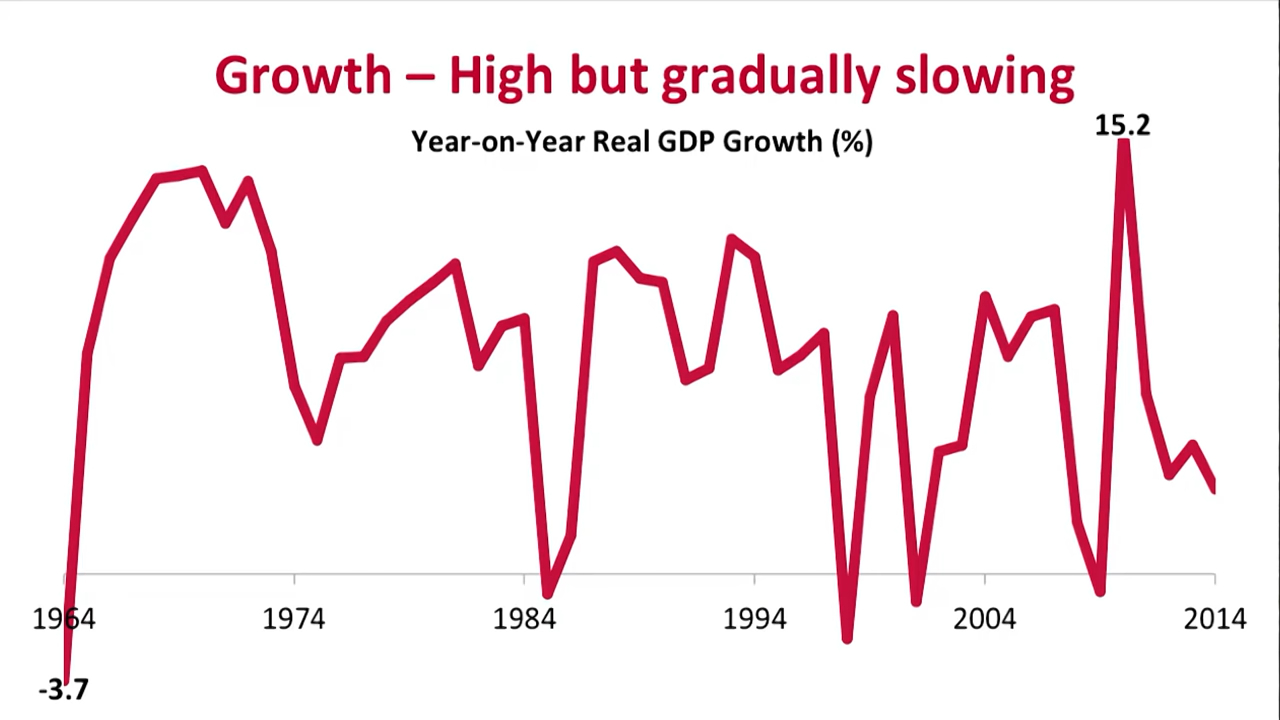 Growth – High but gradually slowing
Year-on-Year Real GDP Growth (%)
15.2
1964 1974 1984 1994 2004 2014
-3.7